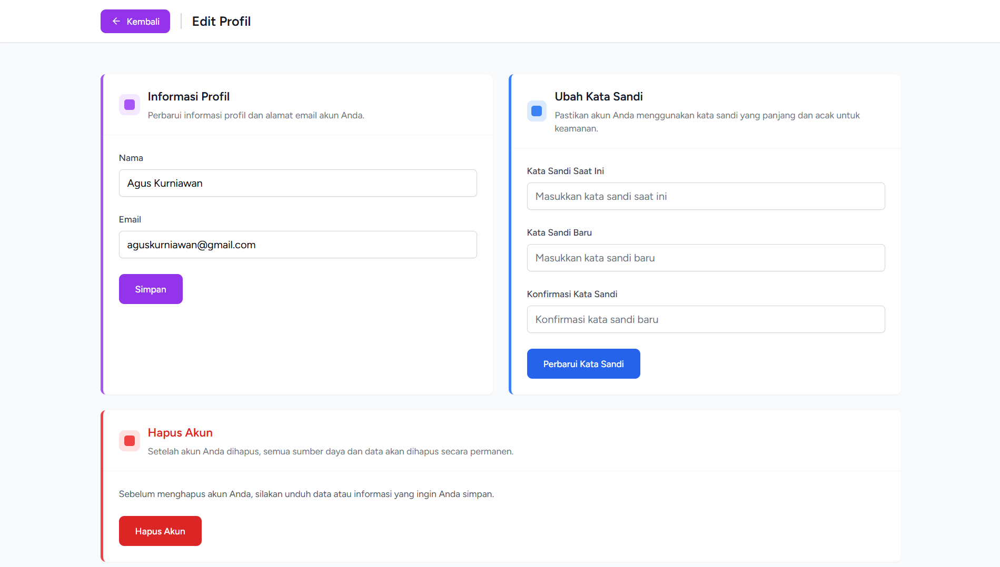 Kembali
Edit Profil
Informasi Profil
Perbarui informasi profil dan alamat email akun Anda.
Nama
Agus Kurniawan
Email
aguskurniawan@gmail.com
Simpan
Ubah Kata Sandi
Pastikan akun Anda menggunakan kata sandi yang panjang dan acak untuk
keamanan.
Kata Sandi Saat Ini
Masukkan kata sandi saat ini
Kata Sandi Baru
Masukkan kata sandi baru
Konfirmasi Kata Sandi
Konfirmasi kata sandi baru
Perbarui Kata Sandi
Hapus Akun
Setelah akun Anda dihapus, semua sumber daya dan data akan dihapus secara permanen.
Sebelum menghapus akun Anda, silakan unduh data atau informasi yang ingin Anda simpan.
Hapus Akun